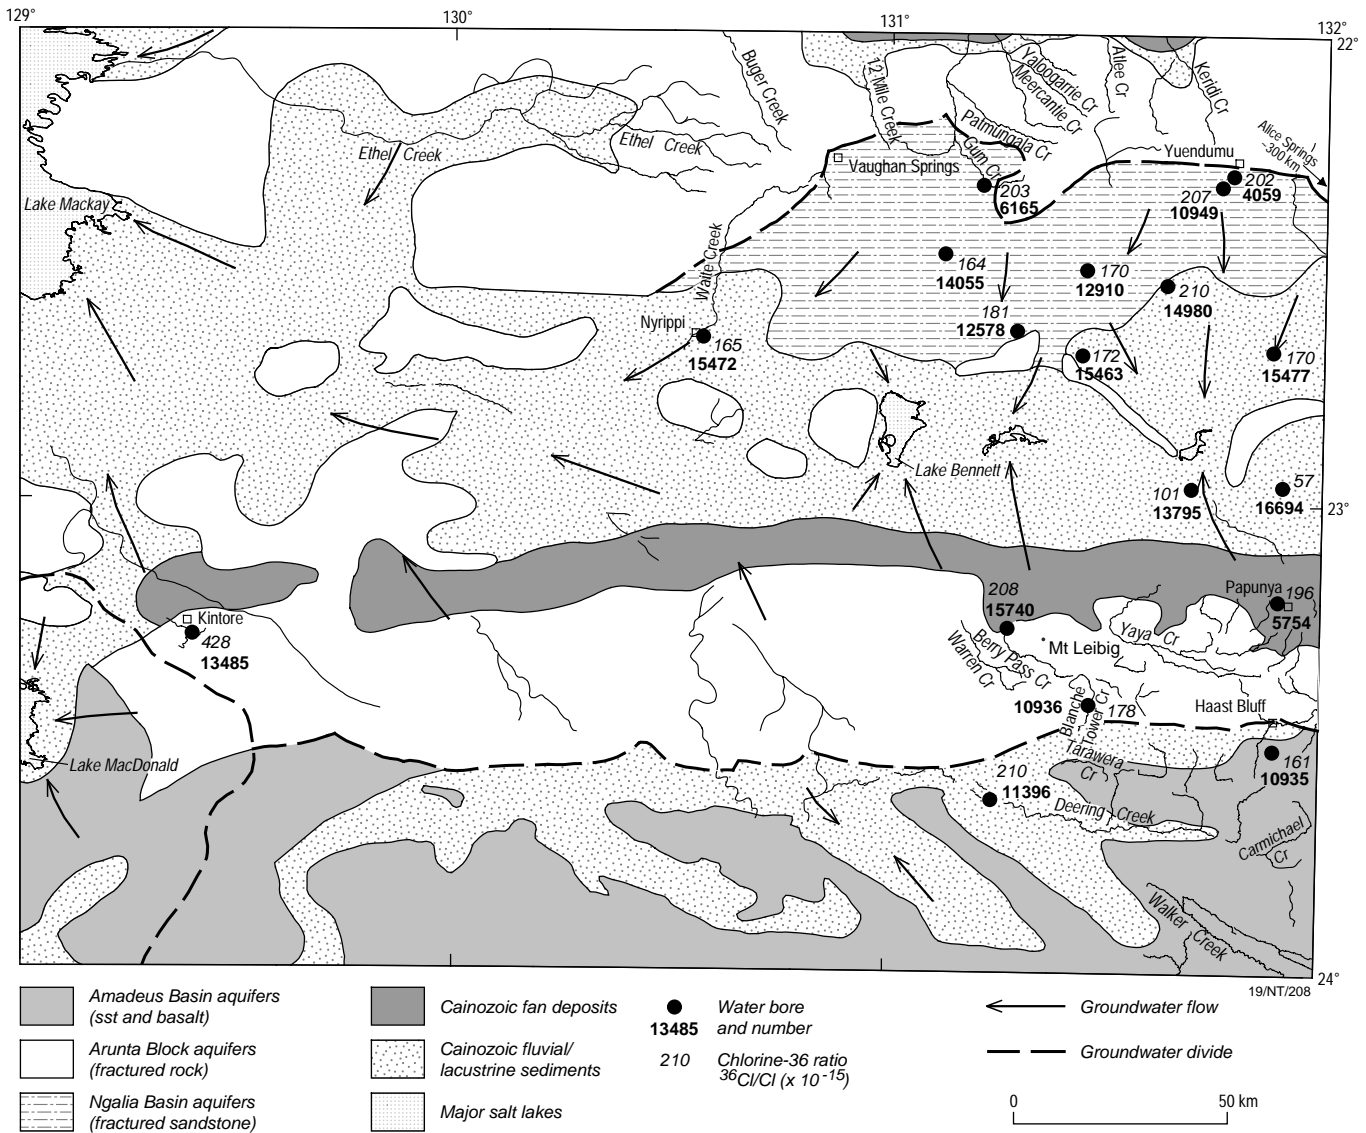 129°
130°
131°
132°
22°
Buger Creek
12 Mile Creek
Yaloogarrie Cr
Meercantie Cr
Atlee Cr
Keridi Cr
Patmungala Cr
Gum Cr
Ethel Creek
Ethel Creek
Vaughan Springs
Yuendumu
Alice Springs
~300 km
203
6165
202
4059
207
10949
Lake Mackay
Waite Creek
164
14055
170
12910
210
14980
181
12578
Nyrippi
165
15472
172
15463
170
15477
Lake Bennett
101
13795
57
16694
23°
208
15740
Papunya
196
5754
Kintore
428
13485
Berry Pass Cr
Warren Cr
Mt Leibig
Yaya Cr
10936
178
Blanche
Tower Cr
Haast Bluff
Tarawera
Cr
161
10935
Lake MacDonald
210
11396
Deering Creek
Carmichael
Cr
Walker Creek
24°
19/NT/208
Amadeus Basin aquifers
(sst and basalt)
Arunta Block aquifers
(fractured rock)
Ngalia Basin aquifers
(fractured sandstone)
Cainozoic fan deposits
Cainozoic fluvial/
lacustrine sediments
Major salt lakes
13485
Water bore
and number
210
Chlorine-36 ratio
³⁶Cl/Cl (x 10⁻¹⁵)
Groundwater flow
Groundwater divide
0
50 km